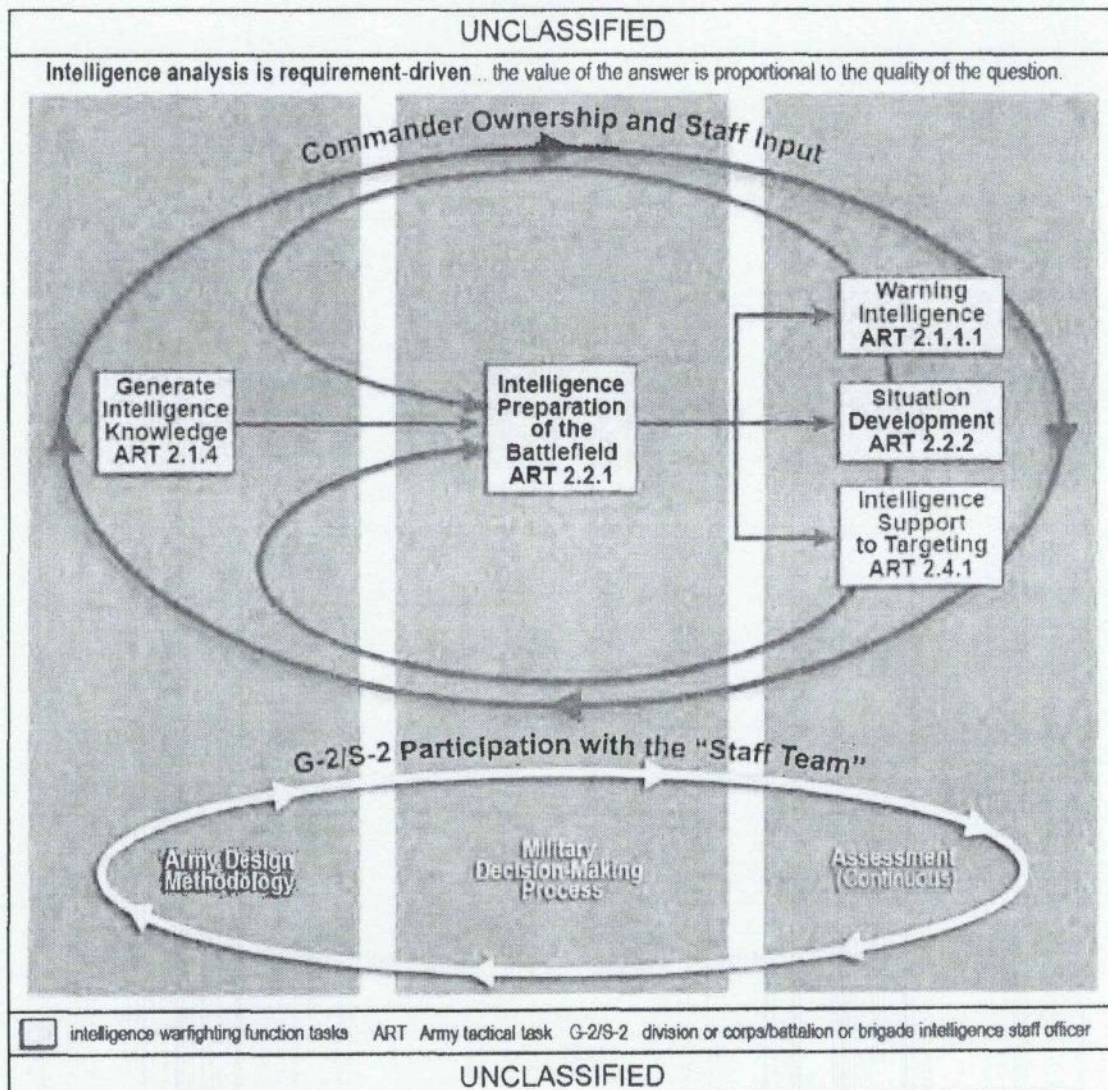 UNCLASSIFIED
Intelligence analysis is requirement-driven .. the value of the answer is proportional to the quality of the question.
Commander Ownership and Staff Input
Generate
Intelligence
Knowledge
ART 2.1.4
Intelligence
Preparation
of the
Battlefield
ART 2.2.1
Warning
Intelligence
ART 2.1.1.1
Situation
Development
ART 2.2.2
Intelligence
Support
to Targeting
ART 2.4.1
G-2/S-2 Participation with the “Staff Team”
Army Design
Methodology
Military
Decision-Making
Process
Assessment
(Continuous)
intelligence warfighting function tasks ART Army tactical task G-2/S-2 division or corps/battalion or brigade intelligence staff officer
UNCLASSIFIED